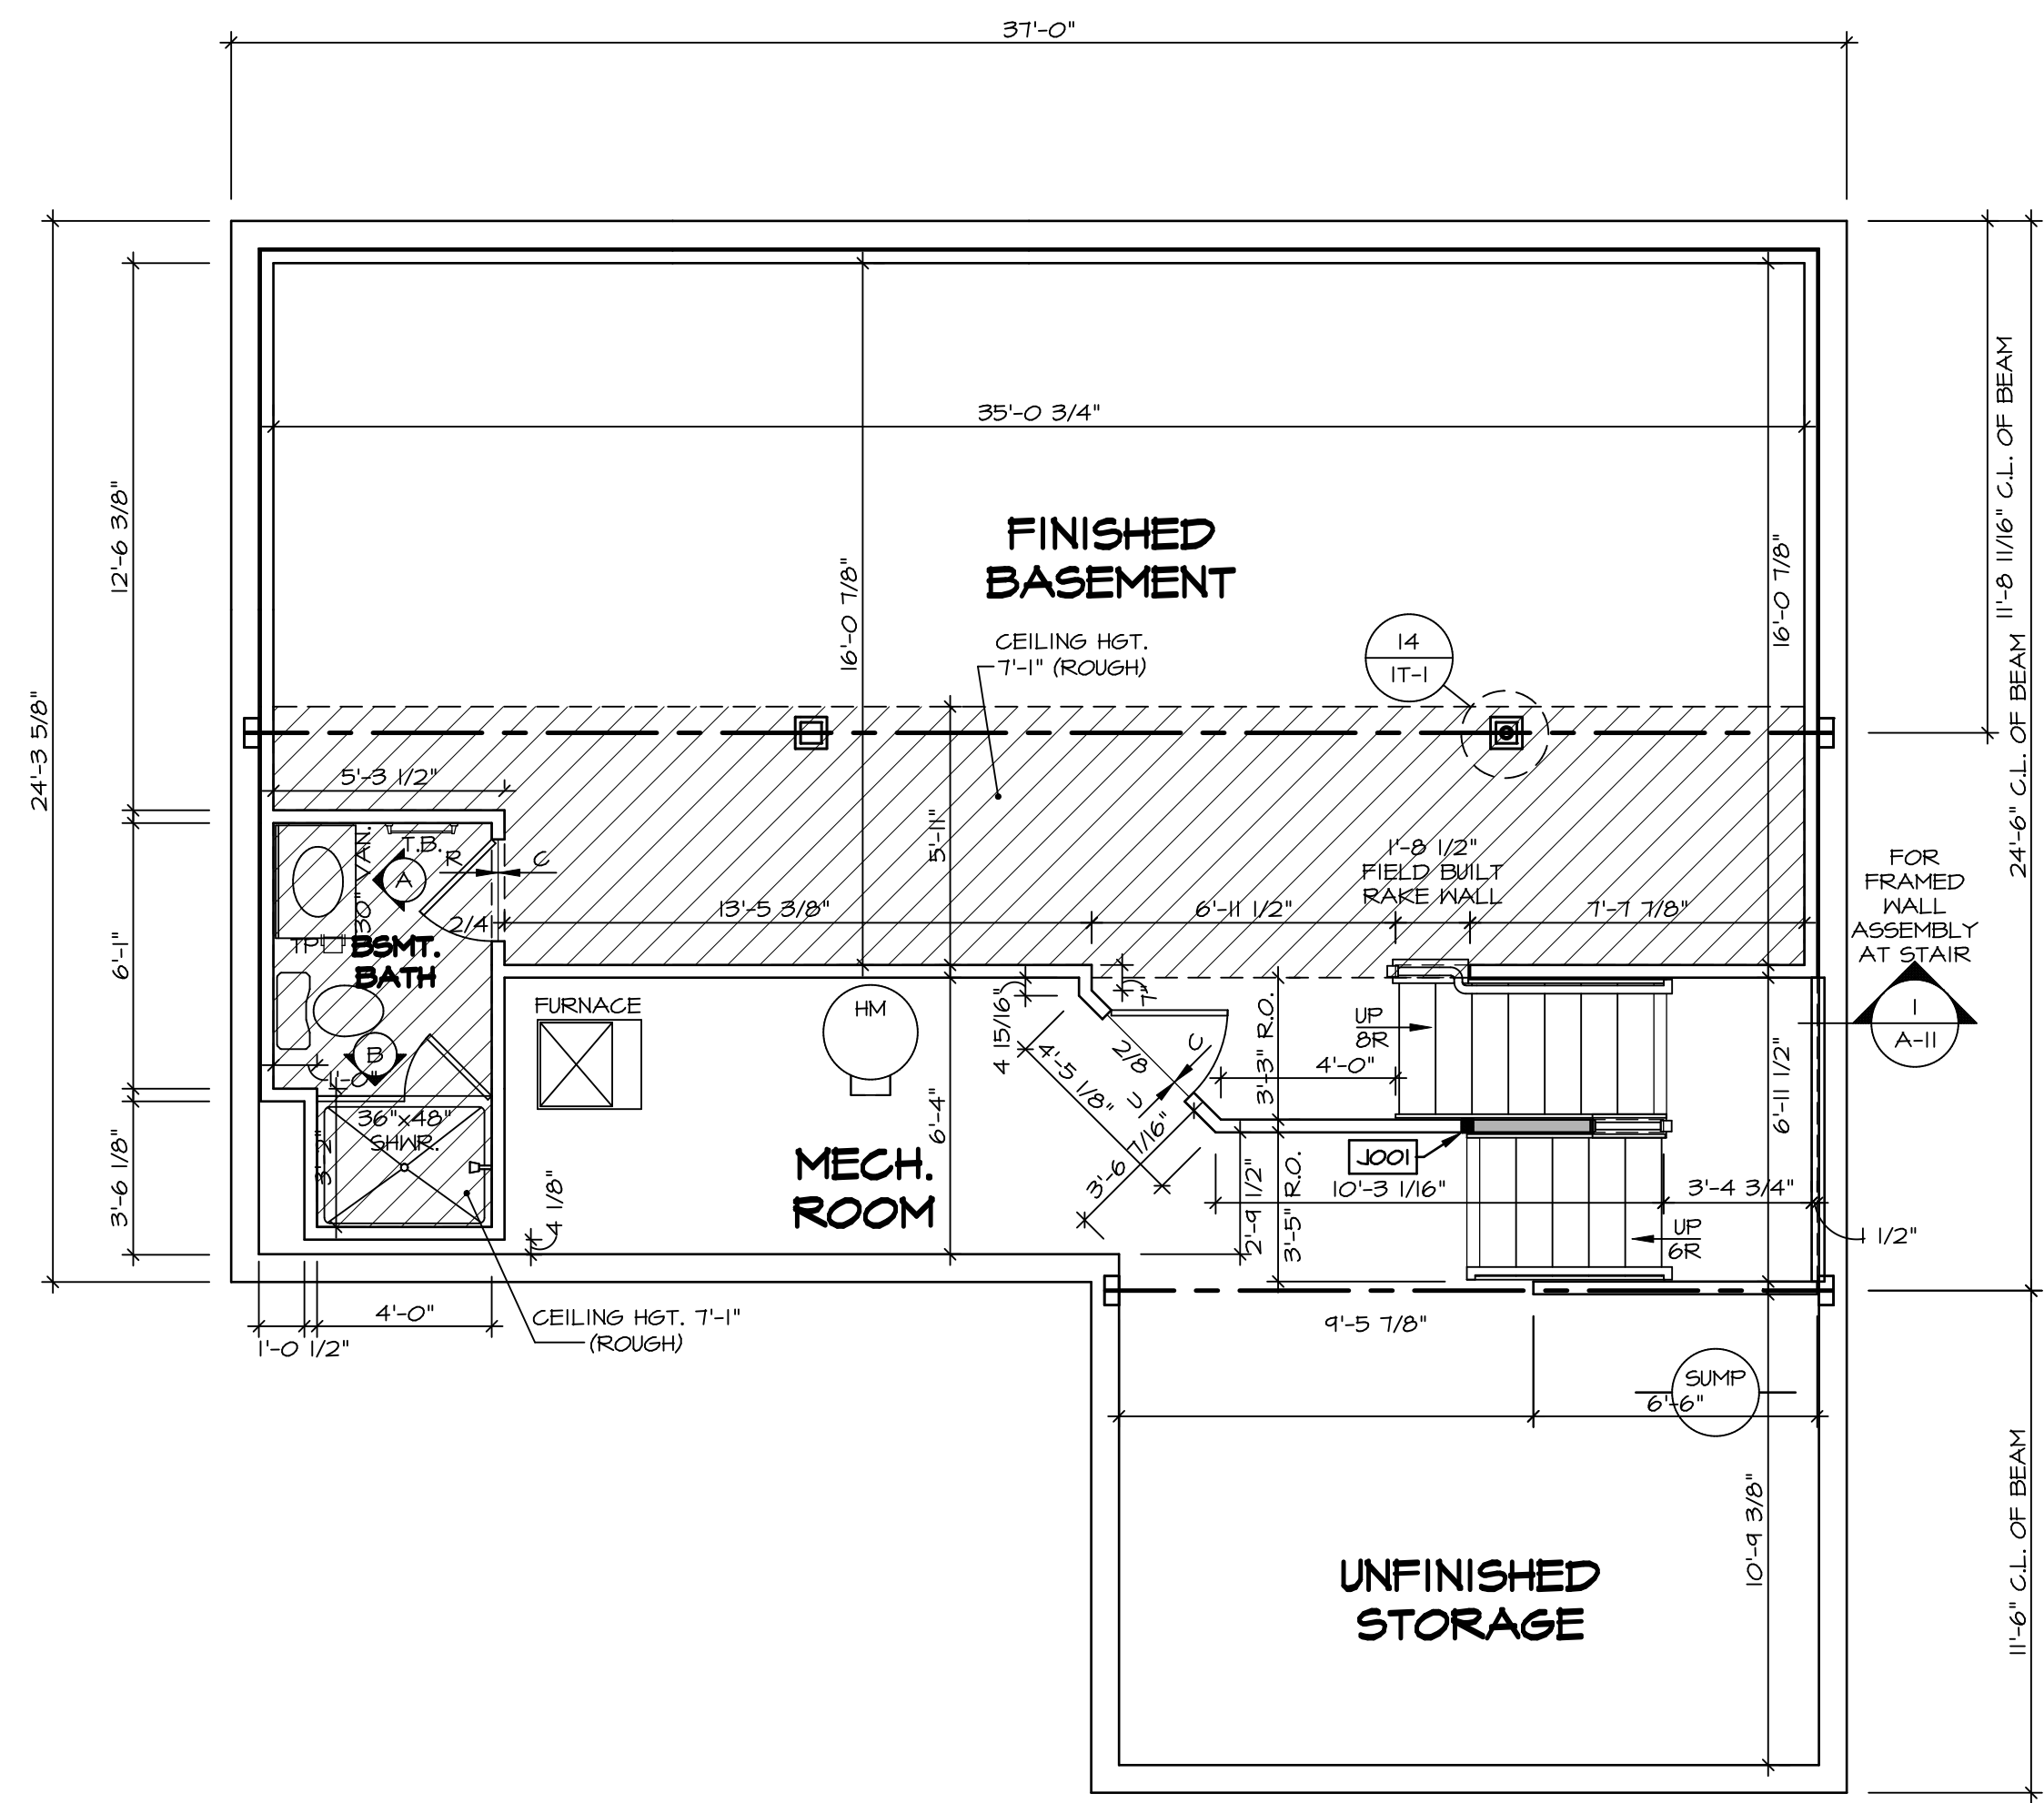 37'-0"
35'-0 3/4"
24'-3 5/8"
12'-6 3/8"
FINISHED
BASEMENT
16'-0 7/8"
16'-0 7/8"
11'-8 11/16" C.L. OF BEAM
24'-6" C.L. OF BEAM
CEILING HGT.
7'-1" (ROUGH)
14
1T-1
5'-3 1/2"
5'-11"
1'-8 1/2"
FIELD BUILT
RAKE WALL
13'-5 3/8"
6'-11 1/2"
7'-7 7/8"
FOR
FRAMED
WALL
ASSEMBLY
AT STAIR
1
A-11
6'-1"
30" VAN.
T.B.
R
C
A
2/4
TP
BSMT.
BATH
B
1'-0"
36"x48"
SHWR.
3'-2"
3'-6 1/8"
FURNACE
HM
4 15/16"
7"
4'-5 1/8"
2/8
C
U
3'-6 7/16"
3'-3" R.O.
UP
8R
4'-0"
6'-11 1/2"
6'-4"
MECH.
ROOM
4 1/8"
J001
2'-9 1/2"
3'-5" R.O.
10'-3 1/16"
3'-4 3/4"
UP
6R
1 1/2"
4'-0"
1'-0 1/2"
CEILING HGT. 7'-1"
(ROUGH)
9'-5 7/8"
SUMP
6'-6"
10'-9 3/8"
11'-6" C.L. OF BEAM
UNFINISHED
STORAGE